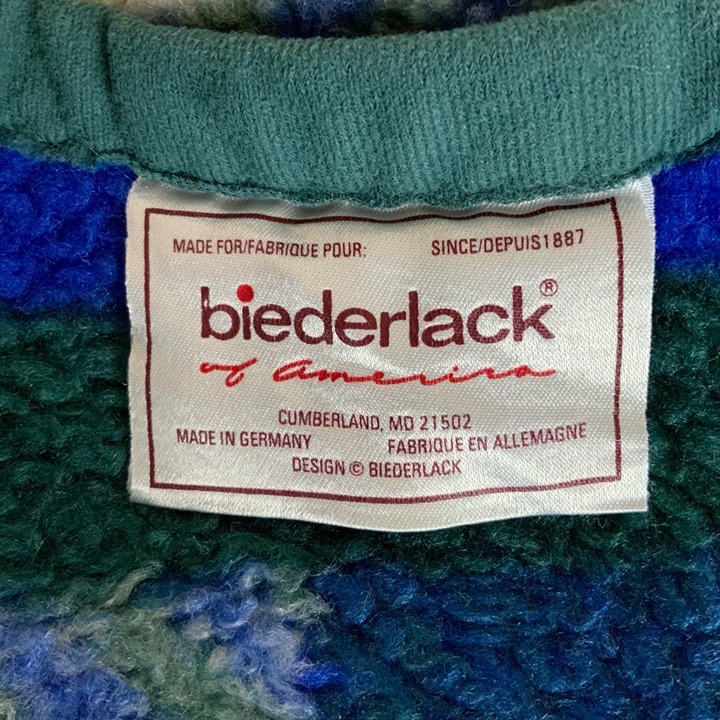 MADE FOR/FABRIQUE POUR: SINCE/DEPUIS1887
biederlack®
of america
CUMBERLAND, MD 21502
MADE IN GERMANY FABRIQUE EN ALLEMAGNE
DESIGN © BIEDERLACK